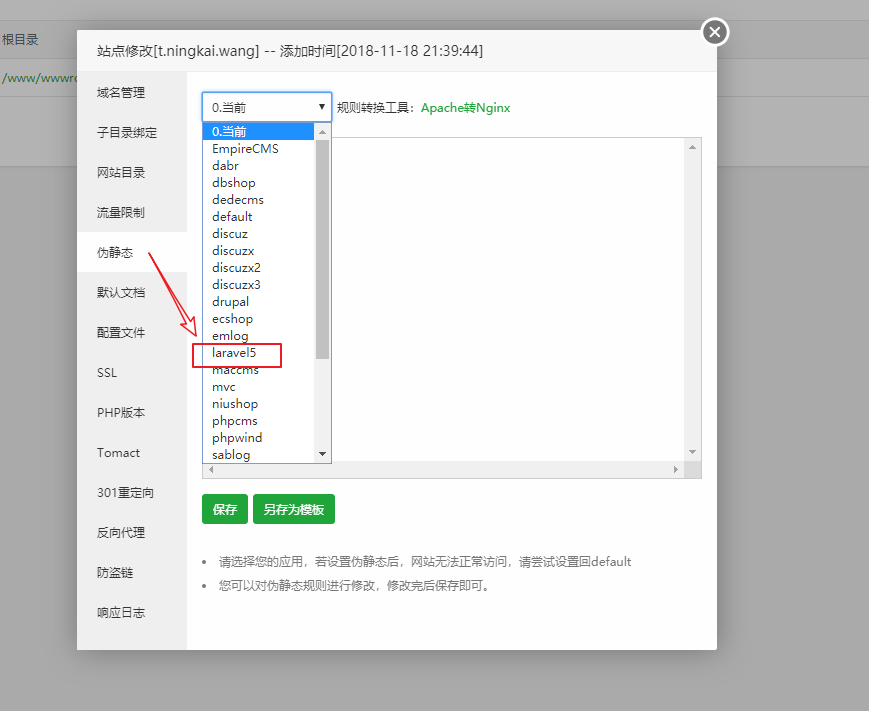 根目录
/www/wwwro
站点修改[t.ningkai.wang] -- 添加时间[2018-11-18 21:39:44]
域名管理
子目录绑定
网站目录
流量限制
伪静态
默认文档
配置文件
SSL
PHP版本
Tomact
301重定向
反向代理
防盗链
响应日志
0.当前
规则转换工具：Apache转Nginx
0.当前
EmpireCMS
dabr
dbshop
dedecms
default
discuz
discuzx
discuzx2
discuzx3
drupal
ecshop
emlog
laravel5
maccms
mvc
niushop
phpcms
phpwind
sablog
保存
另存为模板
请选择您的应用，若设置伪静态后，网站无法正常访问，请尝试设置回default
您可以对伪静态规则进行修改，修改完后保存即可。